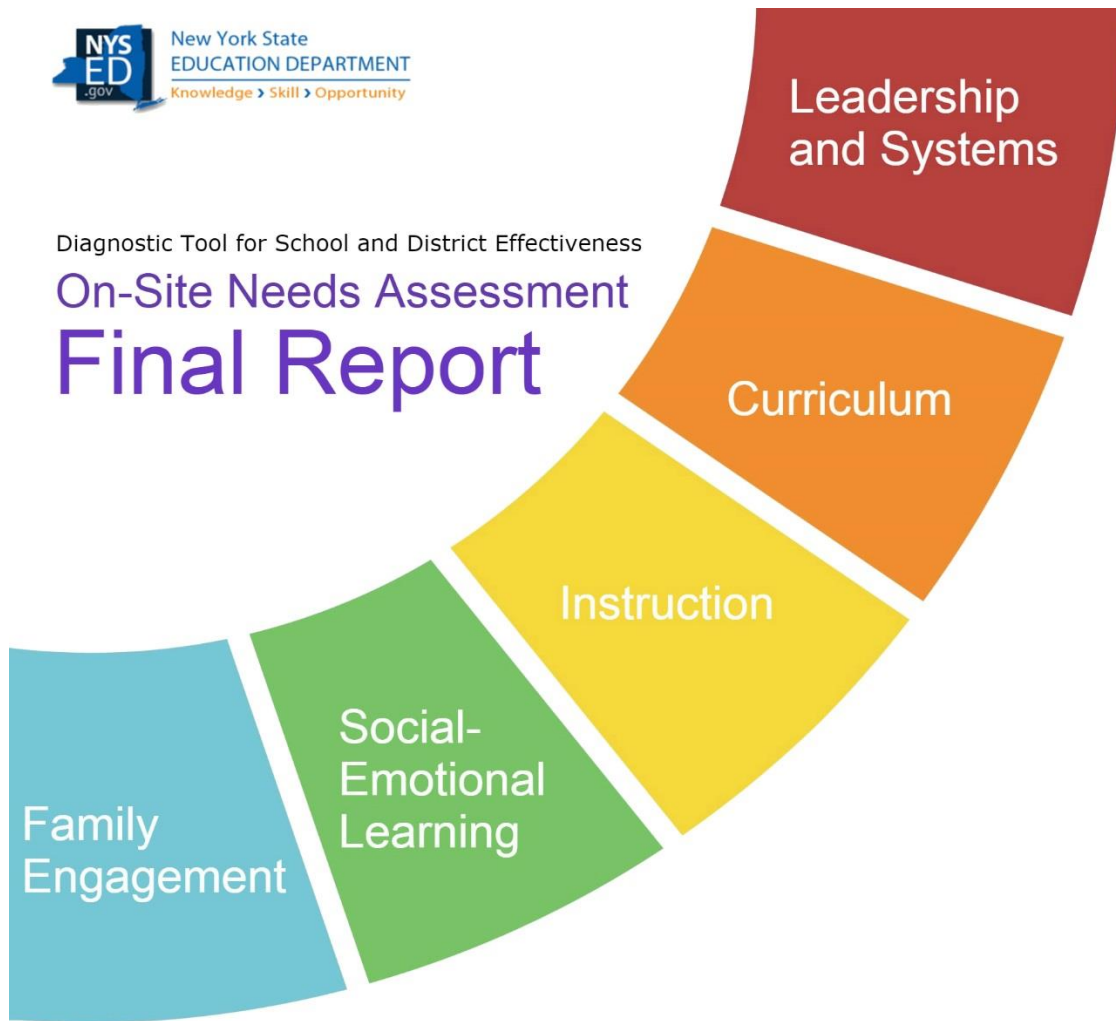 NYS
ED
.gov
New York State
EDUCATION DEPARTMENT
Knowledge › Skill › Opportunity
Diagnostic Tool for School and District Effectiveness
On-Site Needs Assessment
Final Report
Leadership
and Systems
Curriculum
Instruction
Social-
Emotional
Learning
Family
Engagement